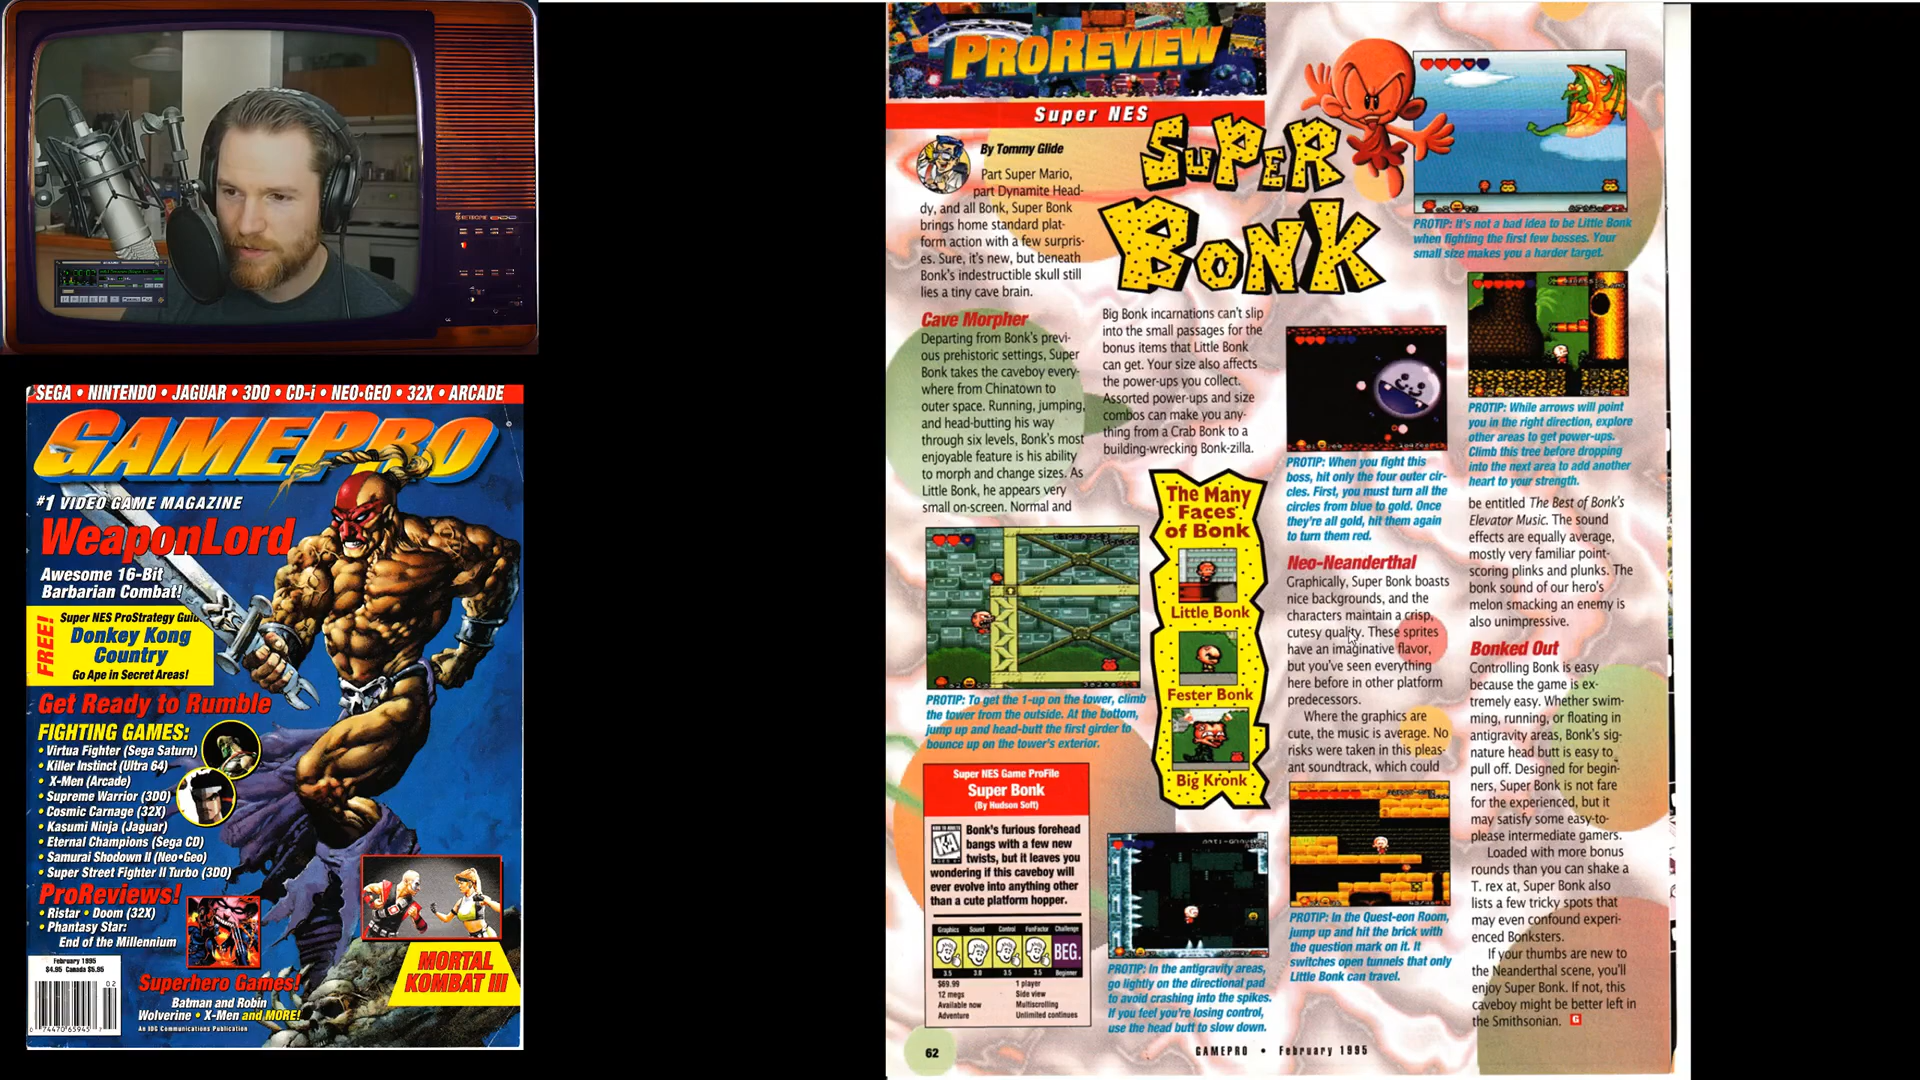 SEGA • NINTENDO • JAGUAR • 3DO • CD-i • NEO•GEO • 32X • ARCADE
GAMEPRO
#1 VIDEO GAME MAGAZINE
WeaponLord
Awesome 16-Bit
Barbarian Combat!
FREE!
Super NES ProStrategy Guide
Donkey Kong
Country
Go Ape in Secret Areas!
Get Ready to Rumble
FIGHTING GAMES:
• Virtua Fighter (Sega Saturn)
• Killer Instinct (Ultra 64)
• X-Men (Arcade)
• Supreme Warrior (3DO)
• Cosmic Carnage (32X)
• Kasumi Ninja (Jaguar)
• Eternal Champions (Sega CD)
• Samurai Shodown II (Neo•Geo)
• Super Street Fighter II Turbo (3DO)
ProReviews!
• Ristar • Doom (32X)
• Phantasy Star:
End of the Millennium
February 1995
$4.95 Canada $5.95
02
Superhero Games!
Batman and Robin
Wolverine • X-Men and MORE!
An IDG Communications Publication
MORTAL
KOMBAT III
PROREVIEW
Super NES
SUPER
BONK
By Tommy Glide
Part Super Mario,
part Dynamite Head-
dy, and all Bonk, Super Bonk
brings home standard plat-
form action with a few surpris-
es. Sure, it's new, but beneath
Bonk's indestructible skull still
lies a tiny cave brain.
Cave Morpher
Departing from Bonk's previ-
ous prehistoric settings, Super
Bonk takes the caveboy every-
where from Chinatown to
outer space. Running, jumping,
and head-butting his way
through six levels, Bonk's most
enjoyable feature is his ability
to morph and change sizes. As
Little Bonk, he appears very
small on-screen. Normal and
Big Bonk incarnations can't slip
into the small passages for the
bonus items that Little Bonk
can get. Your size also affects
the power-ups you collect.
Assorted power-ups and size
combos can make you any-
thing from a Crab Bonk to a
building-wrecking Bonk-zilla.
PROTIP: To get the 1-up on the tower, climb
the tower from the outside. At the bottom,
jump up and head-butt the first girder to
bounce up on the tower's exterior.
The Many
Faces
of Bonk
Little Bonk
Fester Bonk
Big Kronk
Super NES Game ProFile
Super Bonk
(By Hudson Soft)
KA
Bonk's furious forehead
bangs with a few new
twists, but it leaves you
wondering if this caveboy will
ever evolve into anything other
than a cute platform hopper.
Graphics Sound Control FunFactor Challenge
BEG.
3.5 3.0 3.5 3.5 Beginner
$69.99
12 megs
Available now
Adventure
1 player
Side view
Multiscrolling
Unlimited continues
PROTIP: In the antigravity areas,
go lightly on the directional pad
to avoid crashing into the spikes.
If you feel you're losing control,
use the head butt to slow down.
PROTIP: When you fight this
boss, hit only the four outer cir-
cles. First, you must turn all the
circles from blue to gold. Once
they're all gold, hit them again
to turn them red.
Neo-Neanderthal
Graphically, Super Bonk boasts
nice backgrounds, and the
characters maintain a crisp,
cutesy quality. These sprites
have an imaginative flavor,
but you've seen everything
here before in other platform
predecessors.
Where the graphics are
cute, the music is average. No
risks were taken in this pleas-
ant soundtrack, which could
PROTIP: In the Quest-eon Room,
jump up and hit the brick with
the question mark on it. It
switches open tunnels that only
Little Bonk can travel.
PROTIP: It's not a bad idea to be Little Bonk
when fighting the first few bosses. Your
small size makes you a harder target.
PROTIP: While arrows will point
you in the right direction, explore
other areas to get power-ups.
Climb this tree before dropping
into the next area to add another
heart to your strength.
be entitled The Best of Bonk's
Elevator Music. The sound
effects are equally average,
mostly very familiar point-
scoring plinks and plunks. The
bonk sound of our hero's
melon smacking an enemy is
also unimpressive.
Bonked Out
Controlling Bonk is easy
because the game is ex-
tremely easy. Whether swim-
ming, running, or floating in
antigravity areas, Bonk's sig-
nature head butt is easy to
pull off. Designed for begin-
ners, Super Bonk is not fare
for the experienced, but it
may satisfy some easy-to-
please intermediate gamers.
Loaded with more bonus
rounds than you can shake a
T. rex at, Super Bonk also
lists a few tricky spots that
may even confound experi-
enced Bonksters.
If your thumbs are new to
the Neanderthal scene, you'll
enjoy Super Bonk. If not, this
caveboy might be better left in
the Smithsonian. G
62
GAMEPRO • February 1995